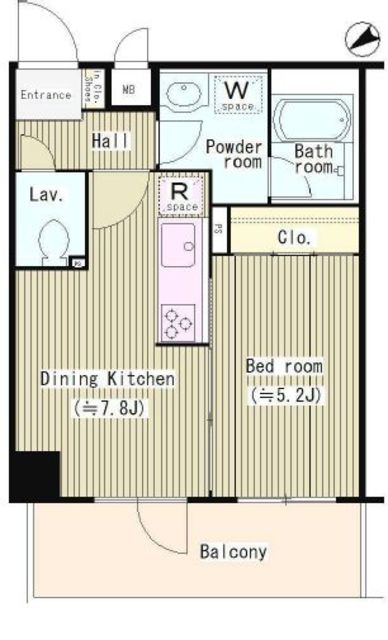 Entrance
In Clo.
Shoes
MB
W
space
Hall
Powder
room
Bath
room
Lav.
R
space
PS
Clo.
PS
Dining Kitchen
(≒7.8J)
Bed room
(≒5.2J)
Balcony